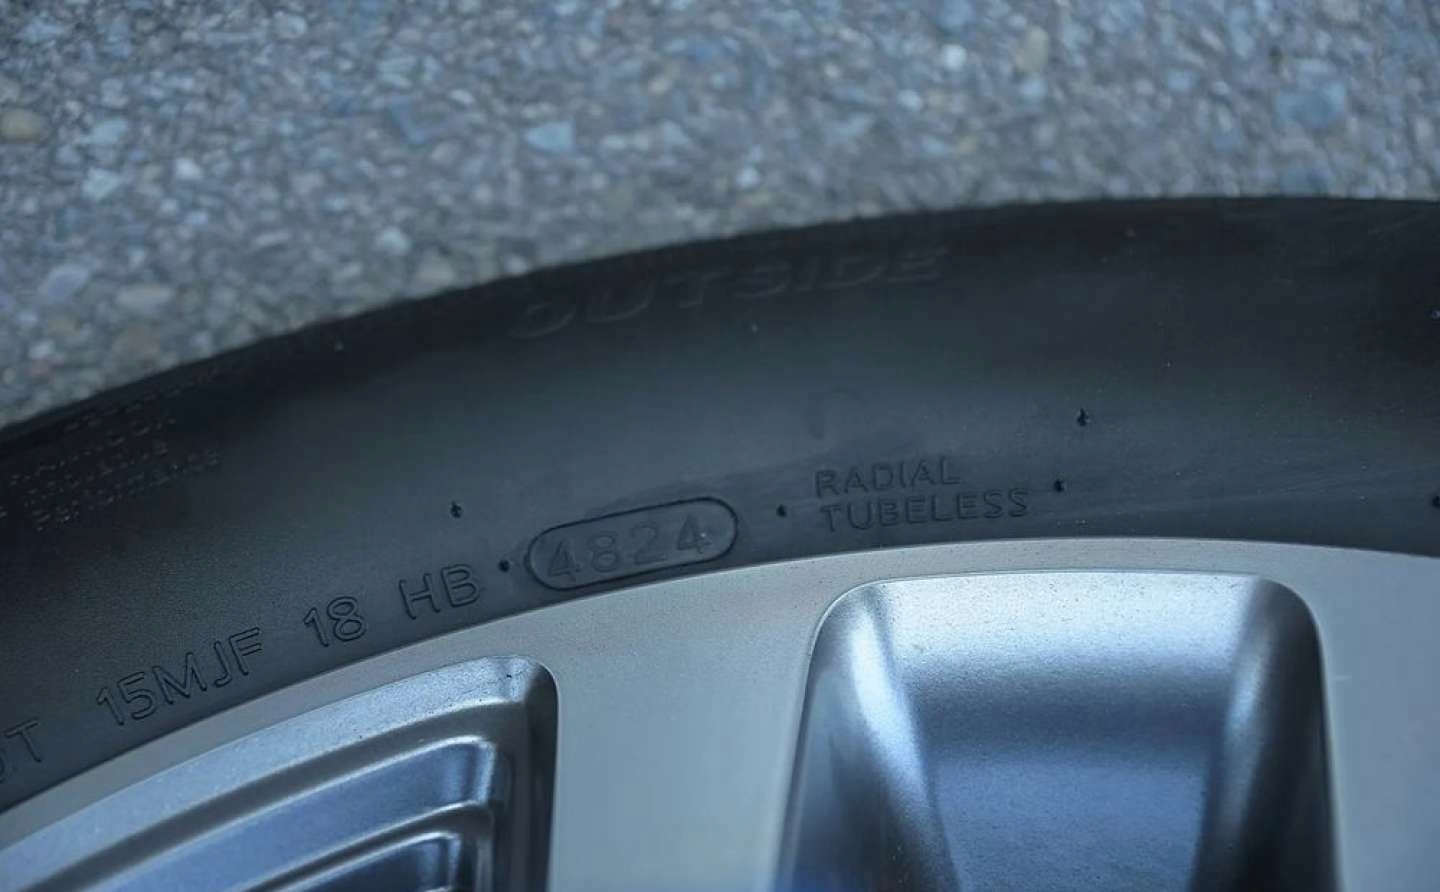 OUTSIDE
RADIAL
TUBELESS
15MJF 18 HB 4824